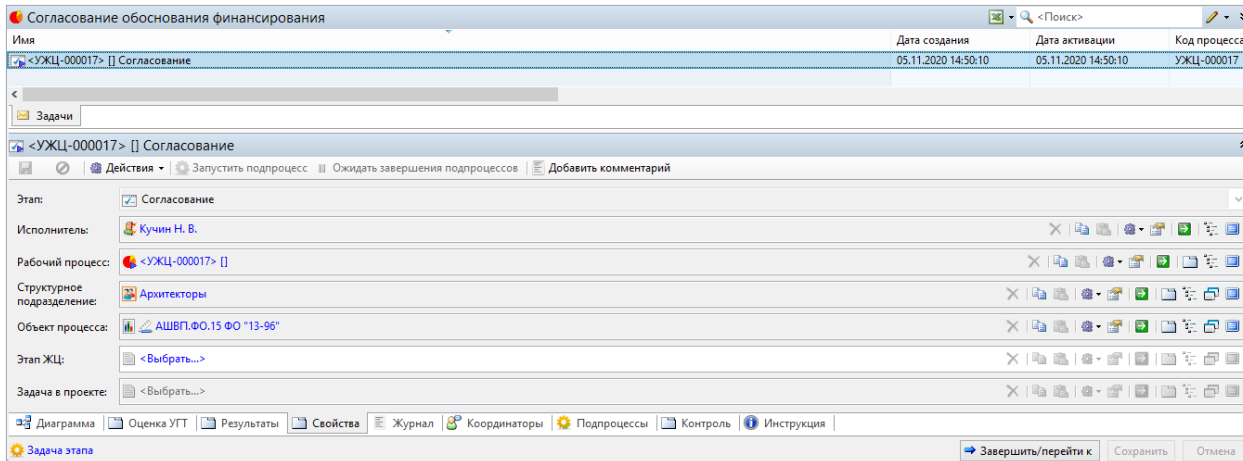 Согласование обоснования финансирования <Поиск>
Имя Дата создания Дата активации Код процесса
<УЖЦ-000017> [] Согласование 05.11.2020 14:50:10 05.11.2020 14:50:10 УЖЦ-000017
Задачи
<УЖЦ-000017> [] Согласование
Действия Запустить подпроцесс Ожидать завершения подпроцессов Добавить комментарий
Этап: Согласование
Исполнитель: Кучин Н. В.
Рабочий процесс: <УЖЦ-000017> []
Структурное
подразделение: Архитекторы
Объект процесса: АШВП.ФО.15 ФО "13-96"
Этап ЖЦ: <Выбрать...>
Задача в проекте: <Выбрать...>
Диаграмма Оценка УГТ Результаты Свойства Журнал Координаторы Подпроцессы Контроль Инструкция
Задача этапа Завершить/перейти к Сохранить Отмена